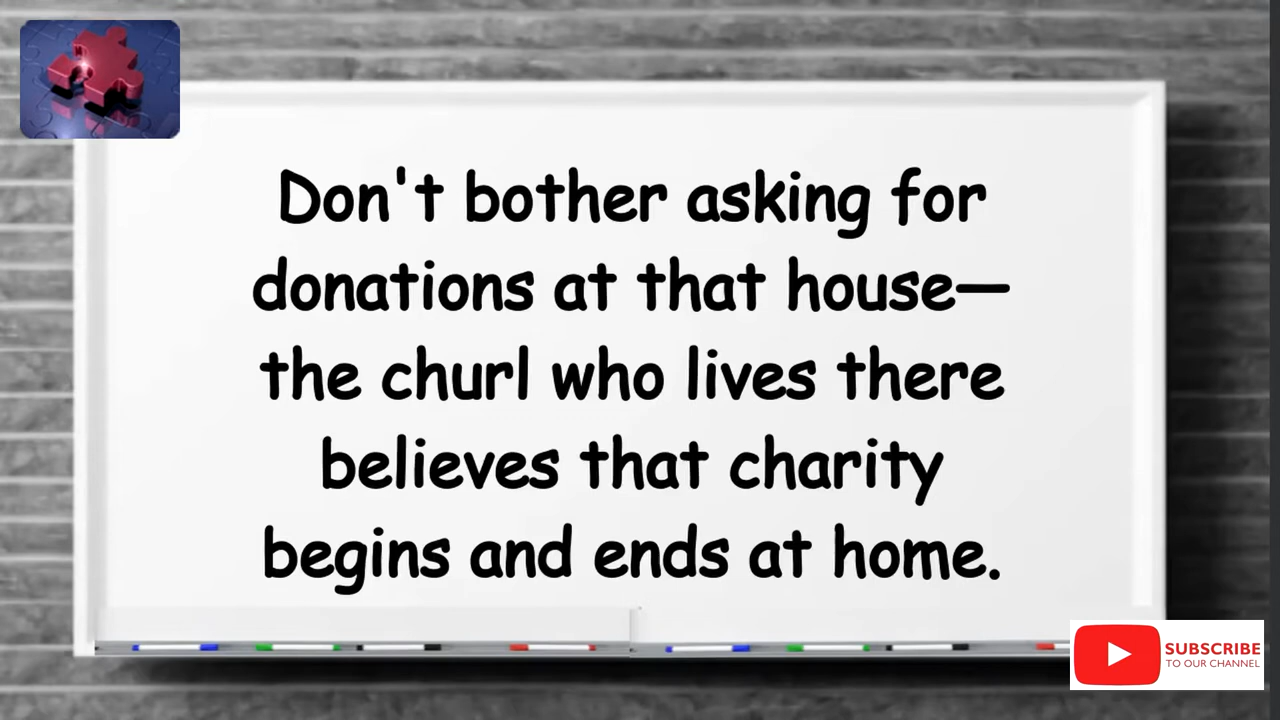 Don't bother asking for
donations at that house—
the churl who lives there
believes that charity
begins and ends at home.
SUBSCRIBE
TO OUR CHANNEL